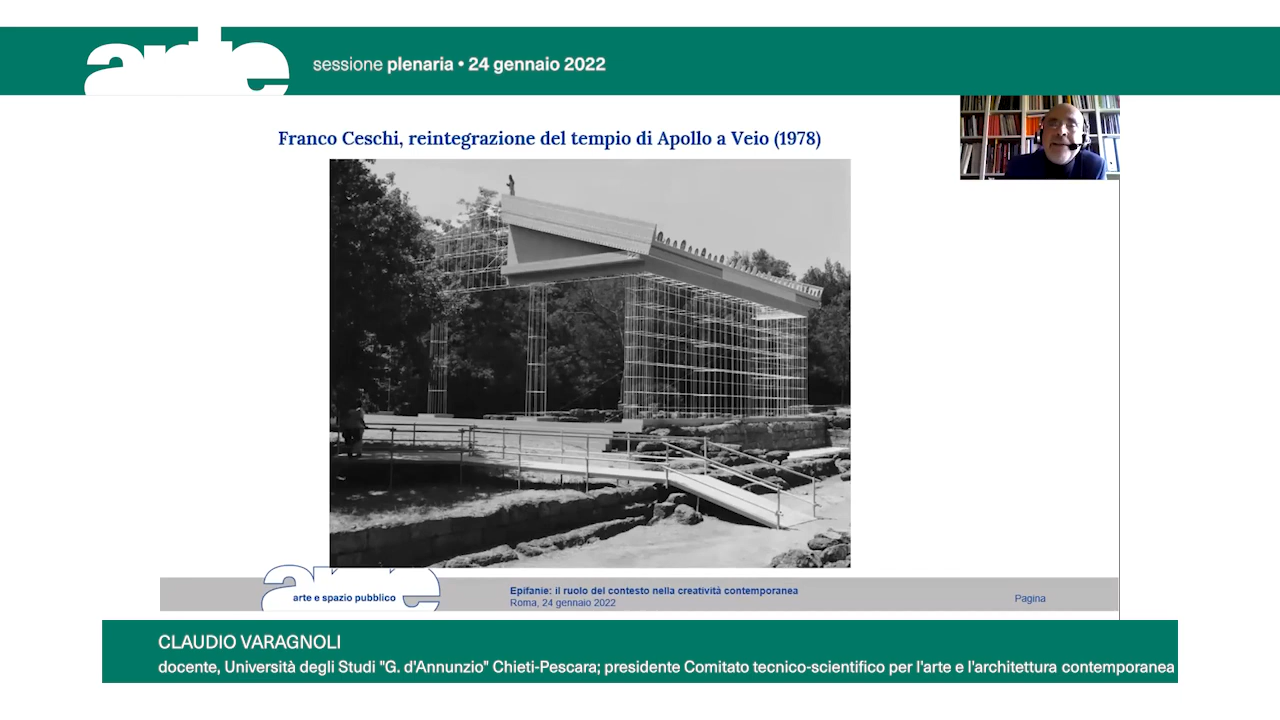 arte
sessione plenaria • 24 gennaio 2022
Franco Ceschi, reintegrazione del tempio di Apollo a Veio (1978)
arte
arte e spazio pubblico
Epifanie: il ruolo del contesto nella creatività contemporanea
Roma, 24 gennaio 2022
Pagina
CLAUDIO VARAGNOLI
docente, Università degli Studi "G. d'Annunzio" Chieti-Pescara; presidente Comitato tecnico-scientifico per l'arte e l'architettura contemporanea